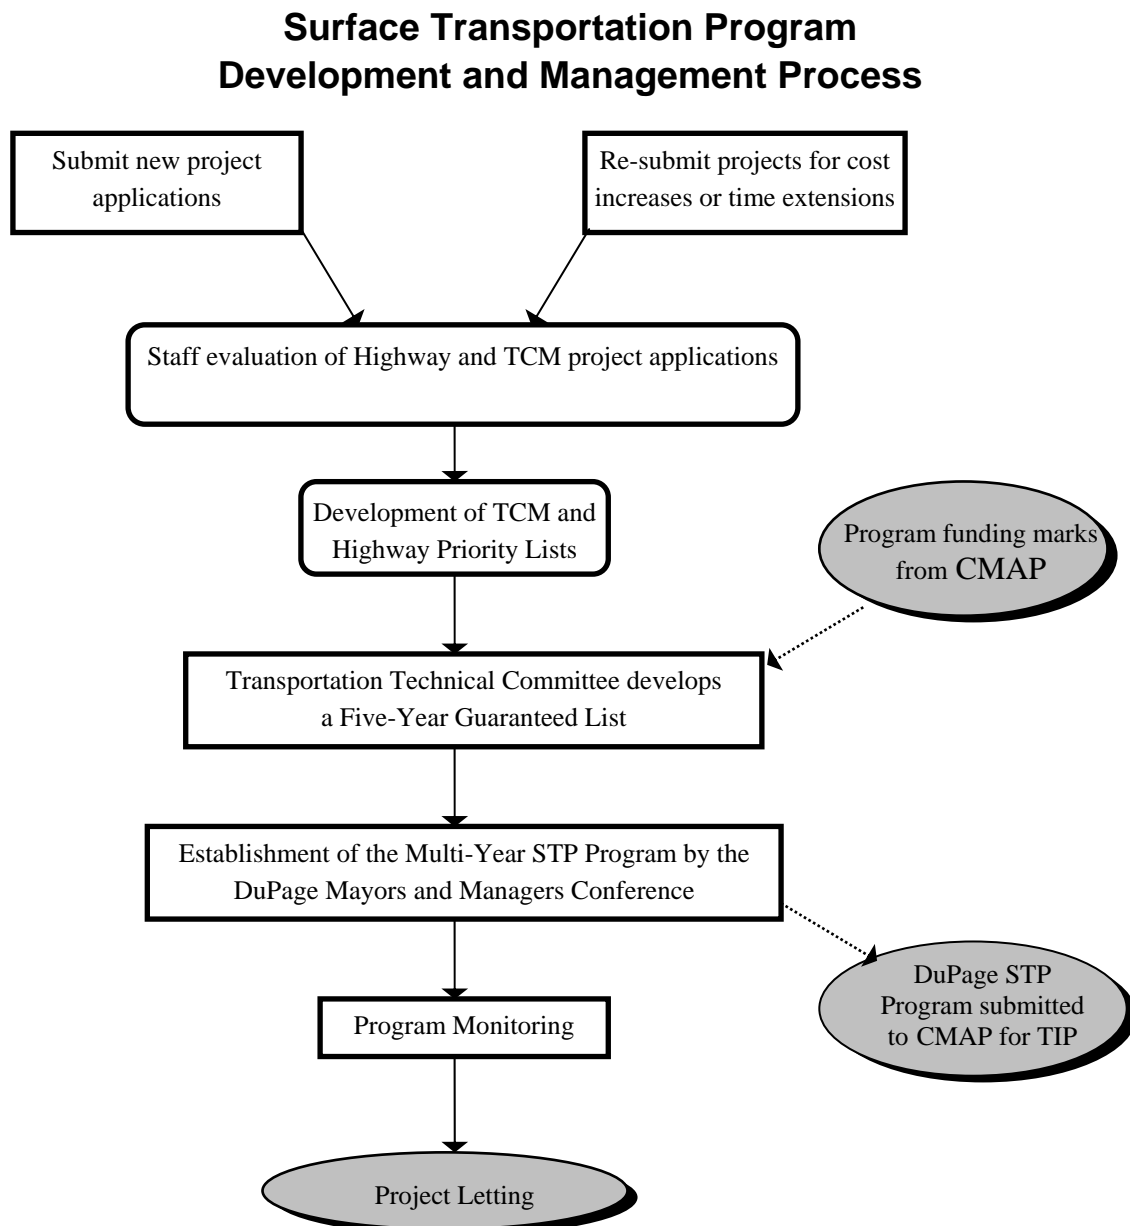 Surface Transportation Program
Development and Management Process
Submit new project
applications
Re-submit projects for cost
increases or time extensions
Staff evaluation of Highway and TCM project applications
Development of TCM and
Highway Priority Lists
Program funding marks
from CMAP
Transportation Technical Committee develops
a Five-Year Guaranteed List
Establishment of the Multi-Year STP Program by the
DuPage Mayors and Managers Conference
DuPage STP
Program submitted
to CMAP for TIP
Program Monitoring
Project Letting